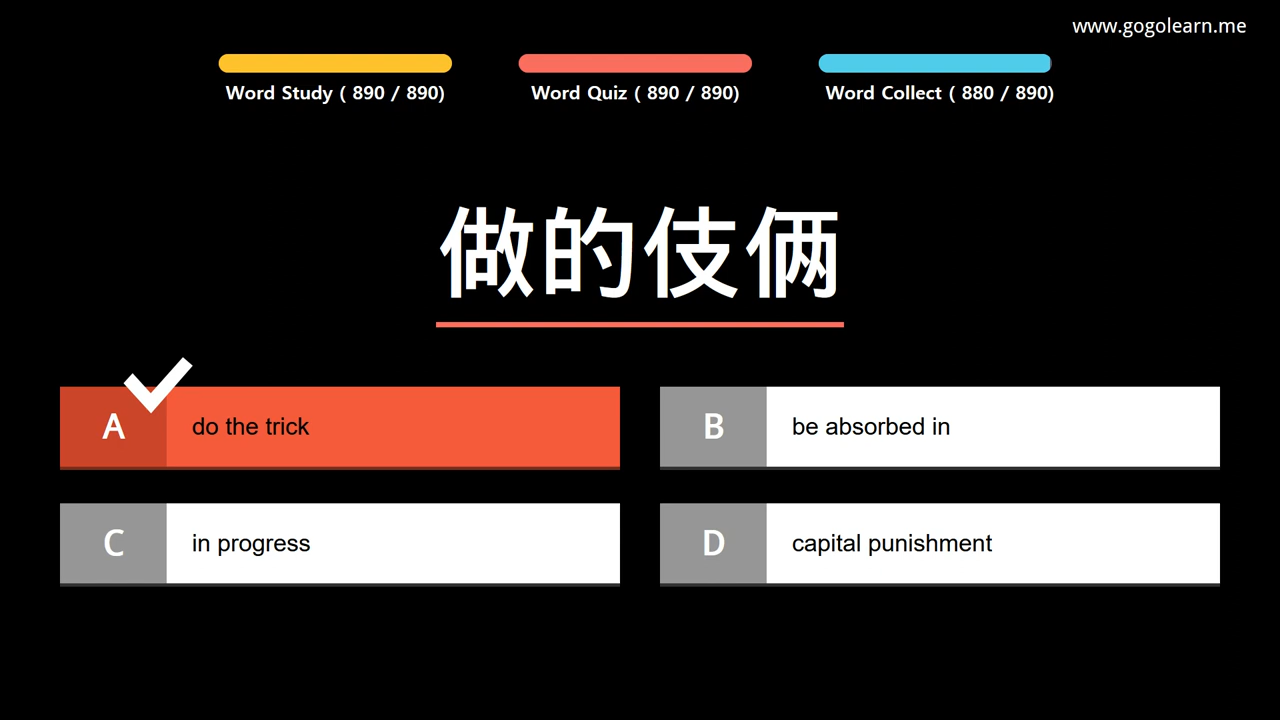 www.gogolearn.me
Word Study ( 890 / 890)
Word Quiz ( 890 / 890)
Word Collect ( 880 / 890)
做的伎俩
A do the trick
B be absorbed in
C in progress
D capital punishment